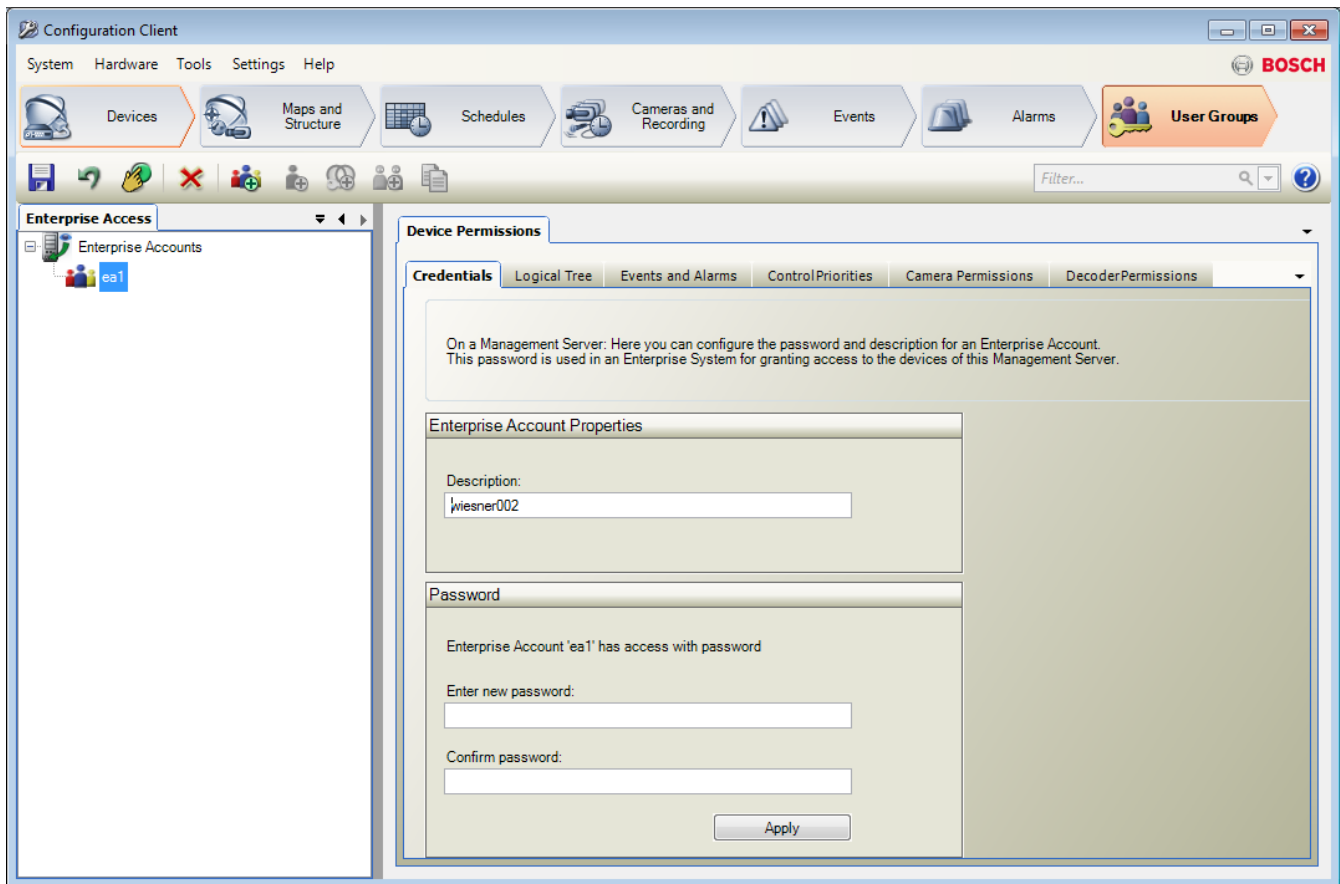 Configuration Client
System Hardware Tools Settings Help
BOSCH
Devices
Maps and
Structure
Schedules
Cameras and
Recording
Events
Alarms
User Groups
Filter...
Enterprise Access
Enterprise Accounts
ea1
Device Permissions
Credentials Logical Tree Events and Alarms ControlPriorities Camera Permissions DecoderPermissions
On a Management Server: Here you can configure the password and description for an Enterprise Account.
This password is used in an Enterprise System for granting access to the devices of this Management Server.
Enterprise Account Properties
Description:
wiesner002
Password
Enterprise Account 'ea1' has access with password
Enter new password:
Confirm password:
Apply